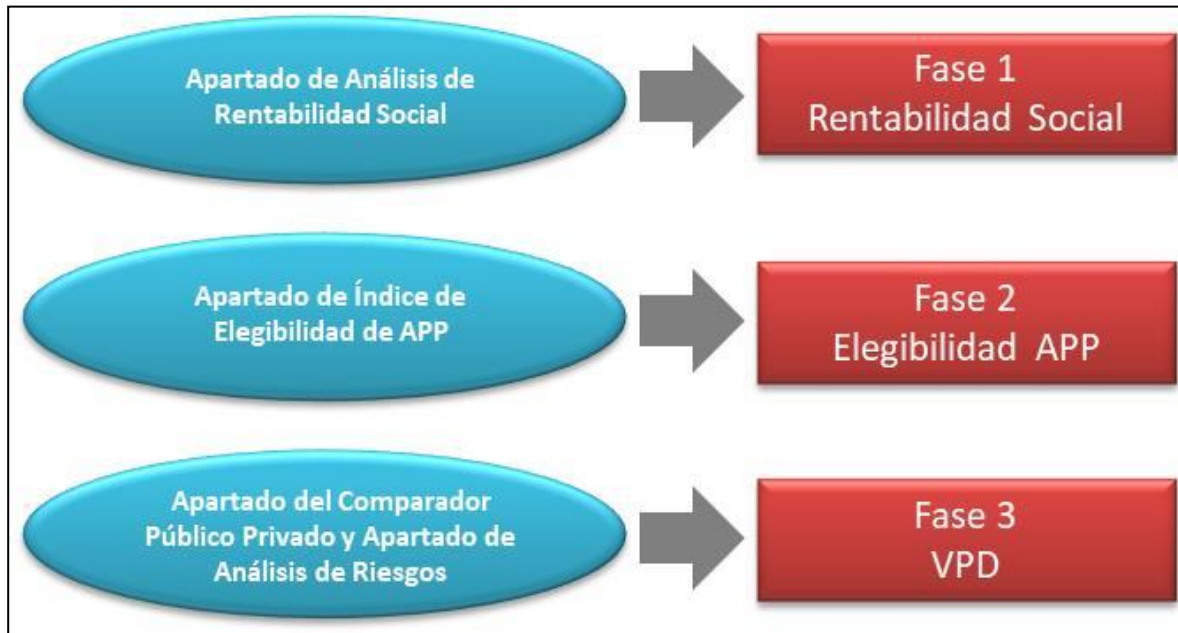 Apartado de Análisis de
Rentabilidad Social
Fase 1
Rentabilidad Social
Apartado de Índice de
Elegibilidad de APP
Fase 2
Elegibilidad APP
Apartado del Comparador
Público Privado y Apartado de
Análisis de Riesgos
Fase 3
VPD